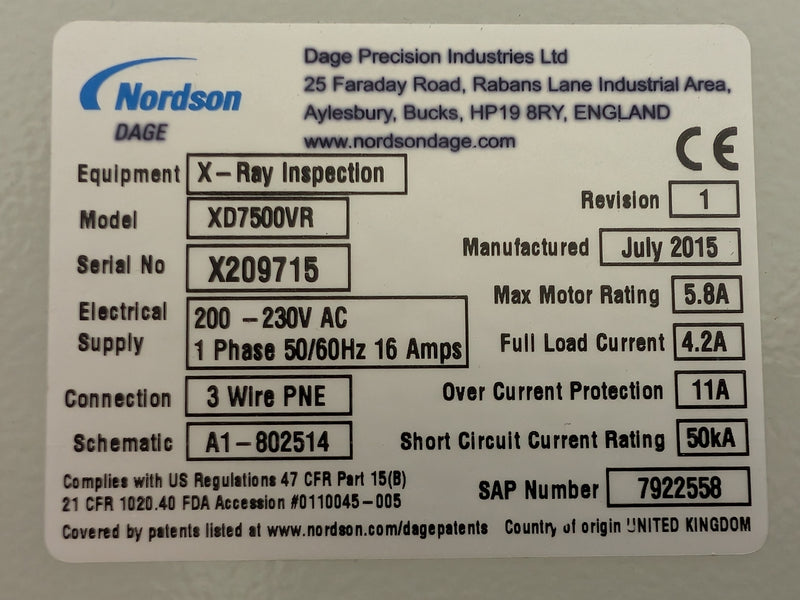 Nordson
DAGE
Dage Precision Industries Ltd
25 Faraday Road, Rabans Lane Industrial Area,
Aylesbury, Bucks, HP19 8RY, ENGLAND
www.nordsondage.com
CE
Equipment X-Ray Inspection
Model XD7500VR
Serial No X209715
Electrical Supply 200 -230V AC
1 Phase 50/60Hz 16 Amps
Connection 3 Wire PNE
Schematic A1-802514
Revision 1
Manufactured July 2015
Max Motor Rating 5.8A
Full Load Current 4.2A
Over Current Protection 11A
Short Circuit Current Rating 50kA
SAP Number 7922558
Complies with US Regulations 47 CFR Part 15(B)
21 CFR 1020.40 FDA Accession #0110045-005
Covered by patents listed at www.nordson.com/dagepatents Country of origin UNITED KINGDOM